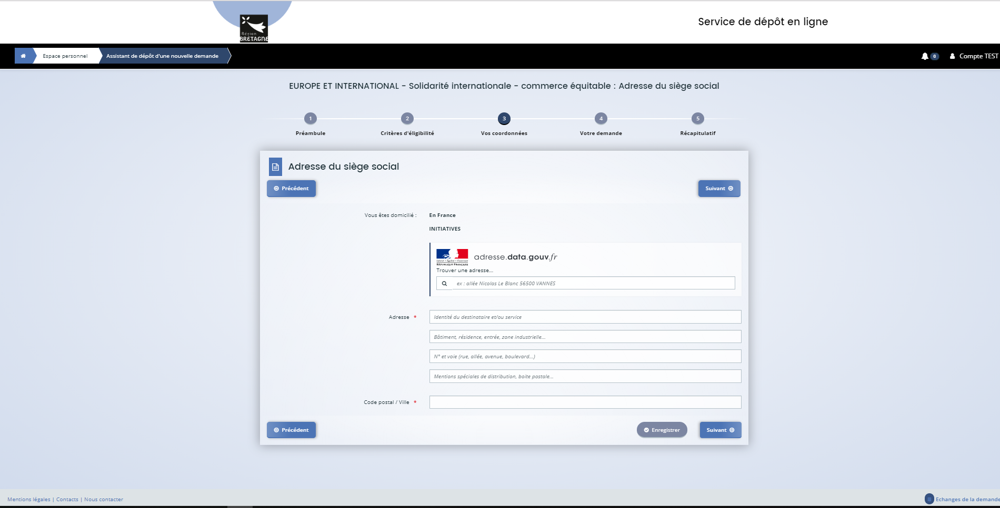 Région
BRETAGNE
Service de dépôt en ligne
Espace personnel
Assistant de dépôt d'une nouvelle demande
0
Compte TEST
EUROPE ET INTERNATIONAL - Solidarité internationale - commerce équitable : Adresse du siège social
1
2
3
4
5
Préambule
Critères d'éligibilité
Vos coordonnées
Votre demande
Récapitulatif
Adresse du siège social
Précédent
Suivant
Vous êtes domicilié :
En France
INITIATIVES
Liberté • Égalité • Fraternité
RÉPUBLIQUE FRANÇAISE
adresse.data.gouv.fr
Trouver une adresse...
ex : allée Nicolas Le Blanc 56500 VANNES
Adresse *
Identité du destinataire et/ou service
Bâtiment, résidence, entrée, zone industrielle...
N° et voie (rue, allée, avenue, boulevard...)
Mentions spéciales de distribution, boite postale...
Code postal / Ville *
Précédent
Enregistrer
Suivant
Mentions légales | Contacts | Nous contacter
Echanges de la demande